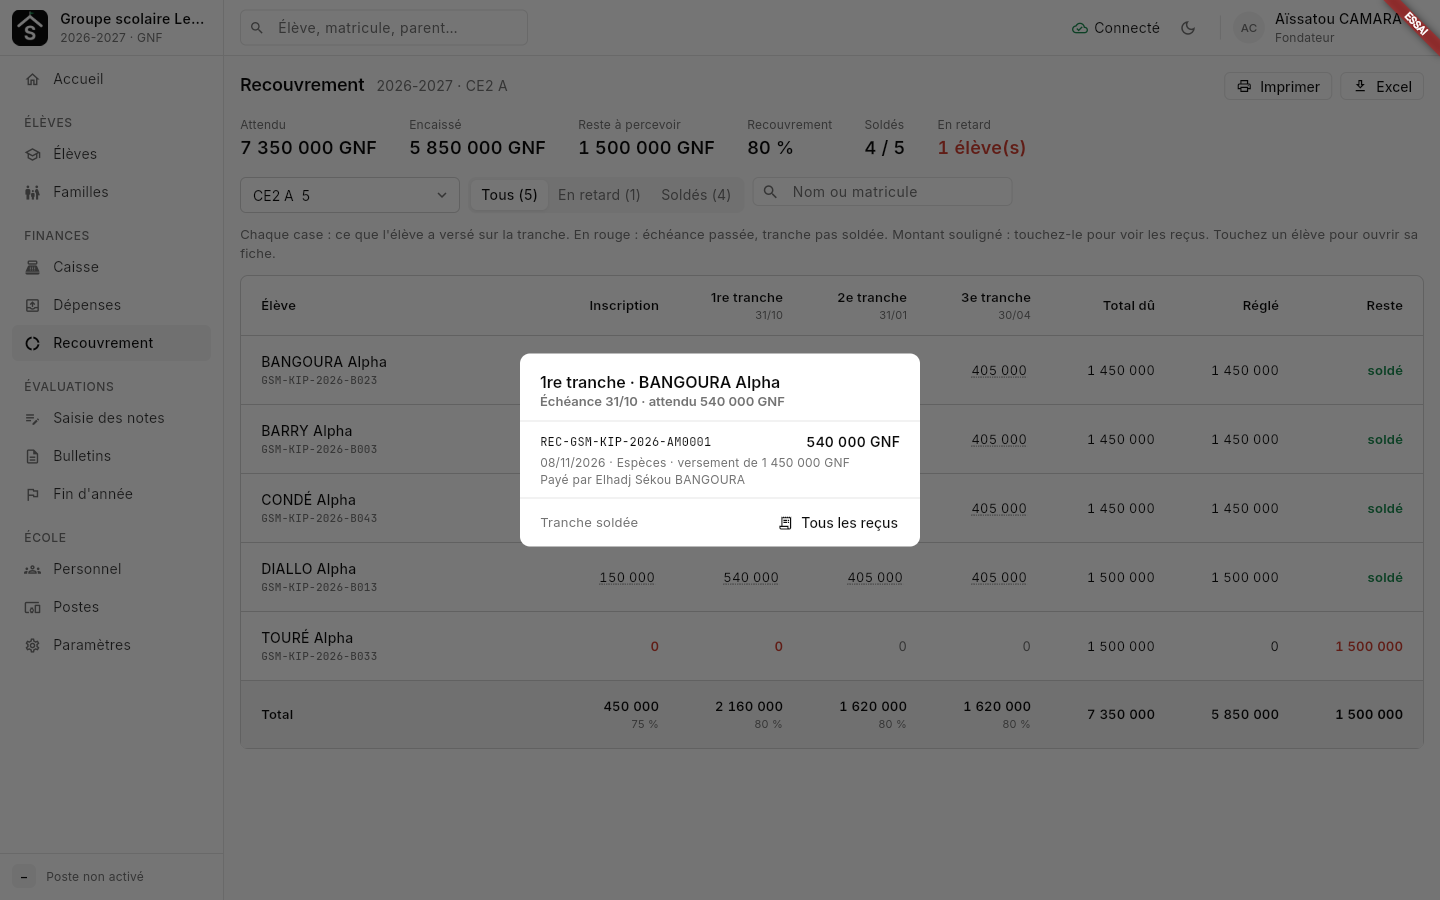 Groupe scolaire Le...
2026-2027 · GNF
Élève, matricule, parent...
Connecté
AC
Aïssatou CAMARA
Fondateur
ESSAI
Accueil
ÉLÈVES
Élèves
Familles
FINANCES
Caisse
Dépenses
Recouvrement
ÉVALUATIONS
Saisie des notes
Bulletins
Fin d'année
ÉCOLE
Personnel
Postes
Paramètres
– Poste non activé
Recouvrement 2026-2027 · CE2 A
Imprimer
Excel
Attendu Encaissé Reste à percevoir Recouvrement Soldés En retard
7 350 000 GNF 5 850 000 GNF 1 500 000 GNF 80 % 4 / 5 1 élève(s)
CE2 A 5 Tous (5) En retard (1) Soldés (4) Nom ou matricule
Chaque case : ce que l'élève a versé sur la tranche. En rouge : échéance passée, tranche pas soldée. Montant souligné : touchez-le pour voir les reçus. Touchez un élève pour ouvrir sa
fiche.
Élève Inscription 1re tranche 2e tranche 3e tranche Total dû Réglé Reste
31/10 31/01 30/04
BANGOURA Alpha 405 000 1 450 000 1 450 000 soldé
GSM-KIP-2026-B023
BARRY Alpha 405 000 1 450 000 1 450 000 soldé
GSM-KIP-2026-B003
CONDÉ Alpha 405 000 1 450 000 1 450 000 soldé
GSM-KIP-2026-B043
DIALLO Alpha 150 000 540 000 405 000 405 000 1 500 000 1 500 000 soldé
GSM-KIP-2026-B013
TOURÉ Alpha 0 0 0 0 1 500 000 0 1 500 000
GSM-KIP-2026-B033
Total 450 000 2 160 000 1 620 000 1 620 000 7 350 000 5 850 000 1 500 000
75 % 80 % 80 % 80 %
1re tranche · BANGOURA Alpha
Échéance 31/10 · attendu 540 000 GNF
REC-GSM-KIP-2026-AM0001 540 000 GNF
08/11/2026 · Espèces · versement de 1 450 000 GNF
Payé par Elhadj Sékou BANGOURA
Tranche soldée Tous les reçus